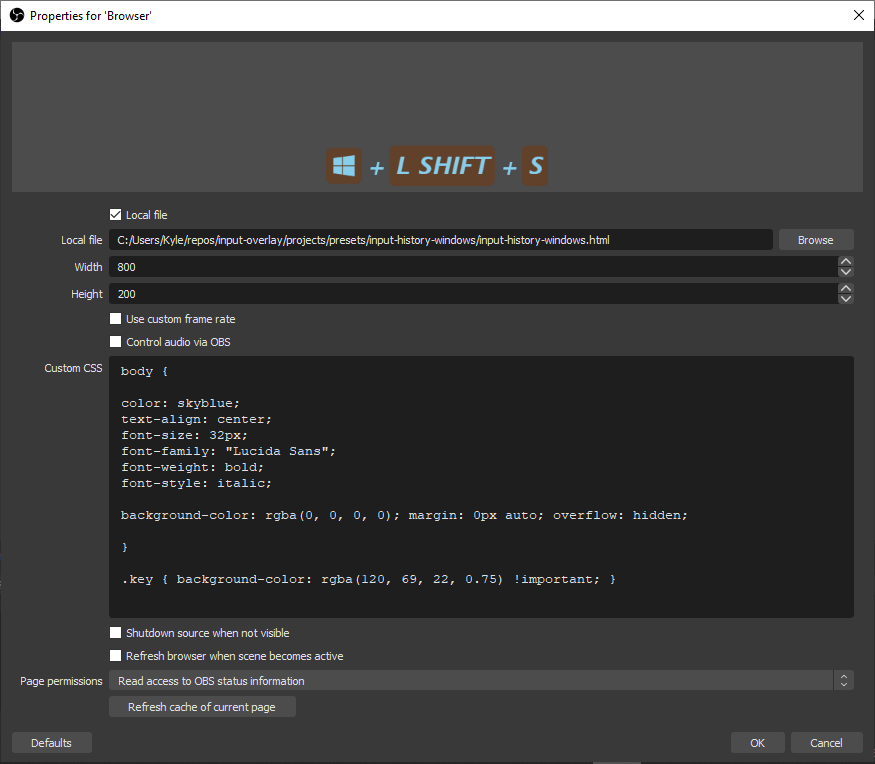 Properties for 'Browser'
+ L SHIFT + S
Local file
Local file C:/Users/Kyle/repos/input-overlay/projects/presets/input-history-windows/input-history-windows.html Browse
Width 800
Height 200
Use custom frame rate
Control audio via OBS
Custom CSS
body {
color: skyblue;
text-align: center;
font-size: 32px;
font-family: "Lucida Sans";
font-weight: bold;
font-style: italic;
background-color: rgba(0, 0, 0, 0); margin: 0px auto; overflow: hidden;
}
.key { background-color: rgba(120, 69, 22, 0.75) !important; }
Shutdown source when not visible
Refresh browser when scene becomes active
Page permissions Read access to OBS status information
Refresh cache of current page
Defaults OK Cancel